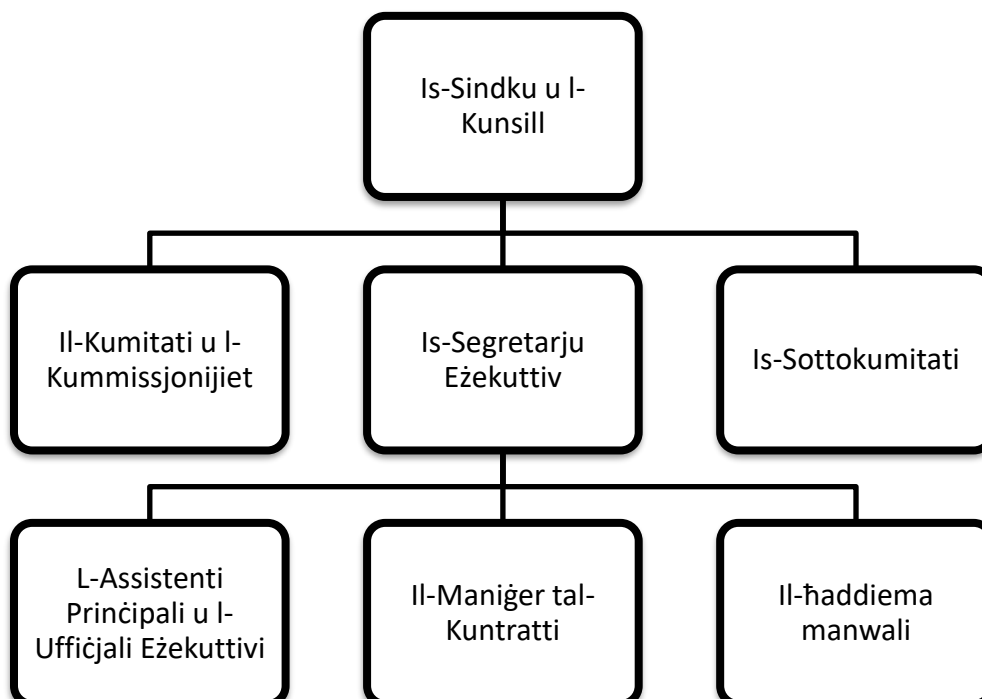 Is-Sindku u l-
Kunsill
Il-Kumitati u l-
Kummissjonijiet
Is-Segretarju
Eżekuttiv
Is-Sottokumitati
L-Assistenti
Prinċipali u l-
Uffiċjali Eżekuttivi
Il-Maniġer tal-
Kuntratti
Il-ħaddiema
manwali